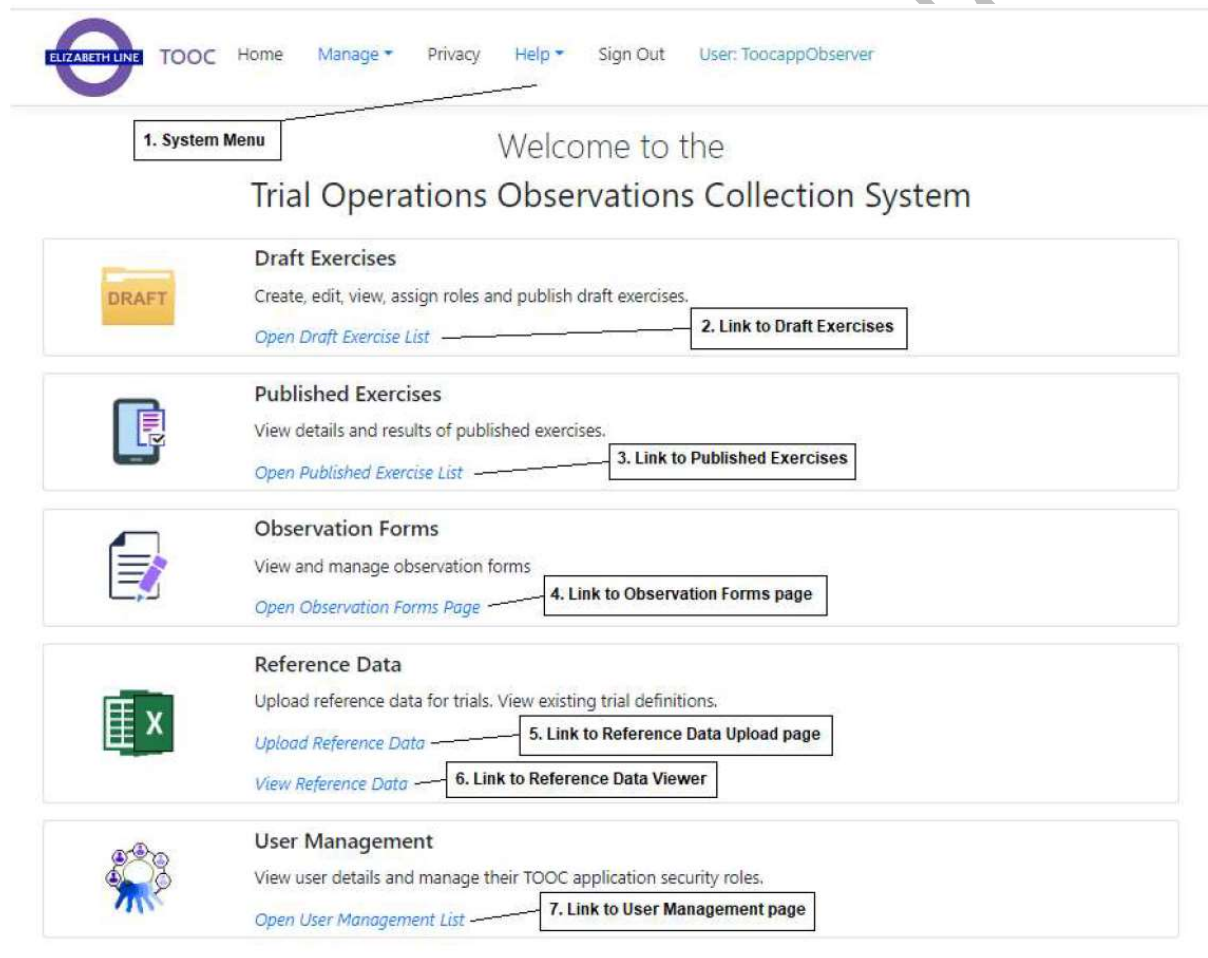 ELIZABETH LINE TOOC Home Manage Privacy Help Sign Out User: ToocappObserver
1. System Menu
Welcome to the
Trial Operations Observations Collection System
Draft Exercises
DRAFT
Create, edit, view, assign roles and publish draft exercises.
Open Draft Exercise List
2. Link to Draft Exercises
Published Exercises
View details and results of published exercises.
Open Published Exercise List
3. Link to Published Exercises
Observation Forms
View and manage observation forms
Open Observation Forms Page
4. Link to Observation Forms page
Reference Data
Upload reference data for trials. View existing trial definitions.
X
Upload Reference Data
5. Link to Reference Data Upload page
View Reference Data
6. Link to Reference Data Viewer
User Management
View user details and manage their TOOC application security roles.
Open User Management List
7. Link to User Management page